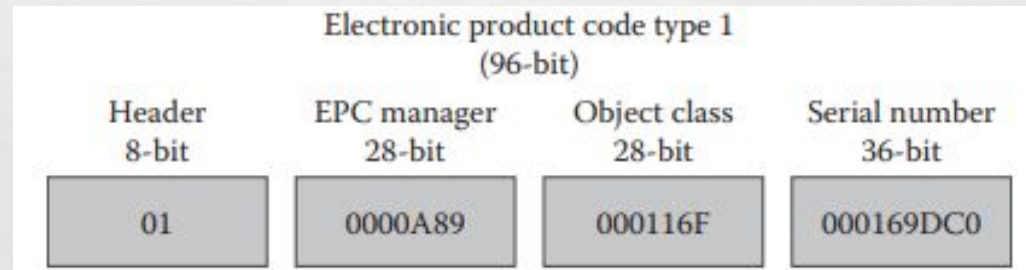 Electronic product code type 1
(96-bit)
Header EPC manager Object class Serial number
8-bit 28-bit 28-bit 36-bit
01 0000A89 000116F 000169DC0